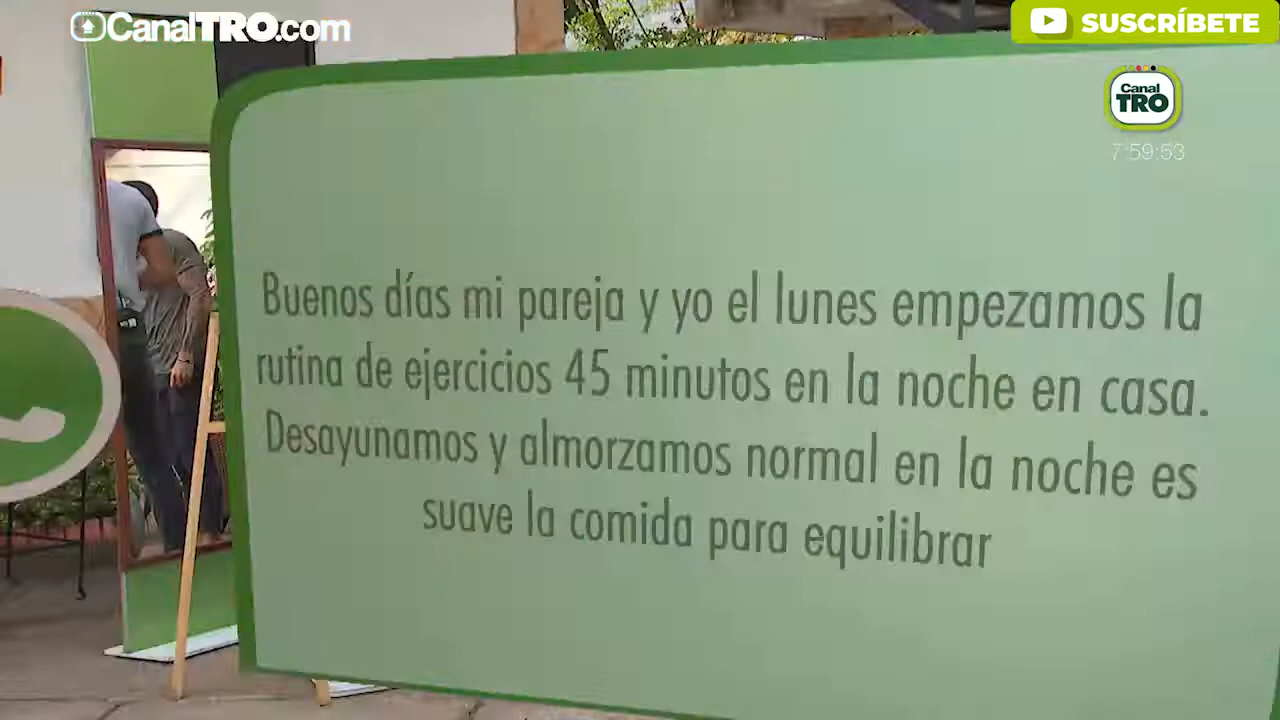 CanalTRO.com
SUSCRÍBETE
Canal
TRO
7:59:53
Buenos días mi pareja y yo el lunes empezamos la
rutina de ejercicios 45 minutos en la noche en casa.
Desayunamos y almorzamos normal en la noche es
suave la comida para equilibrar